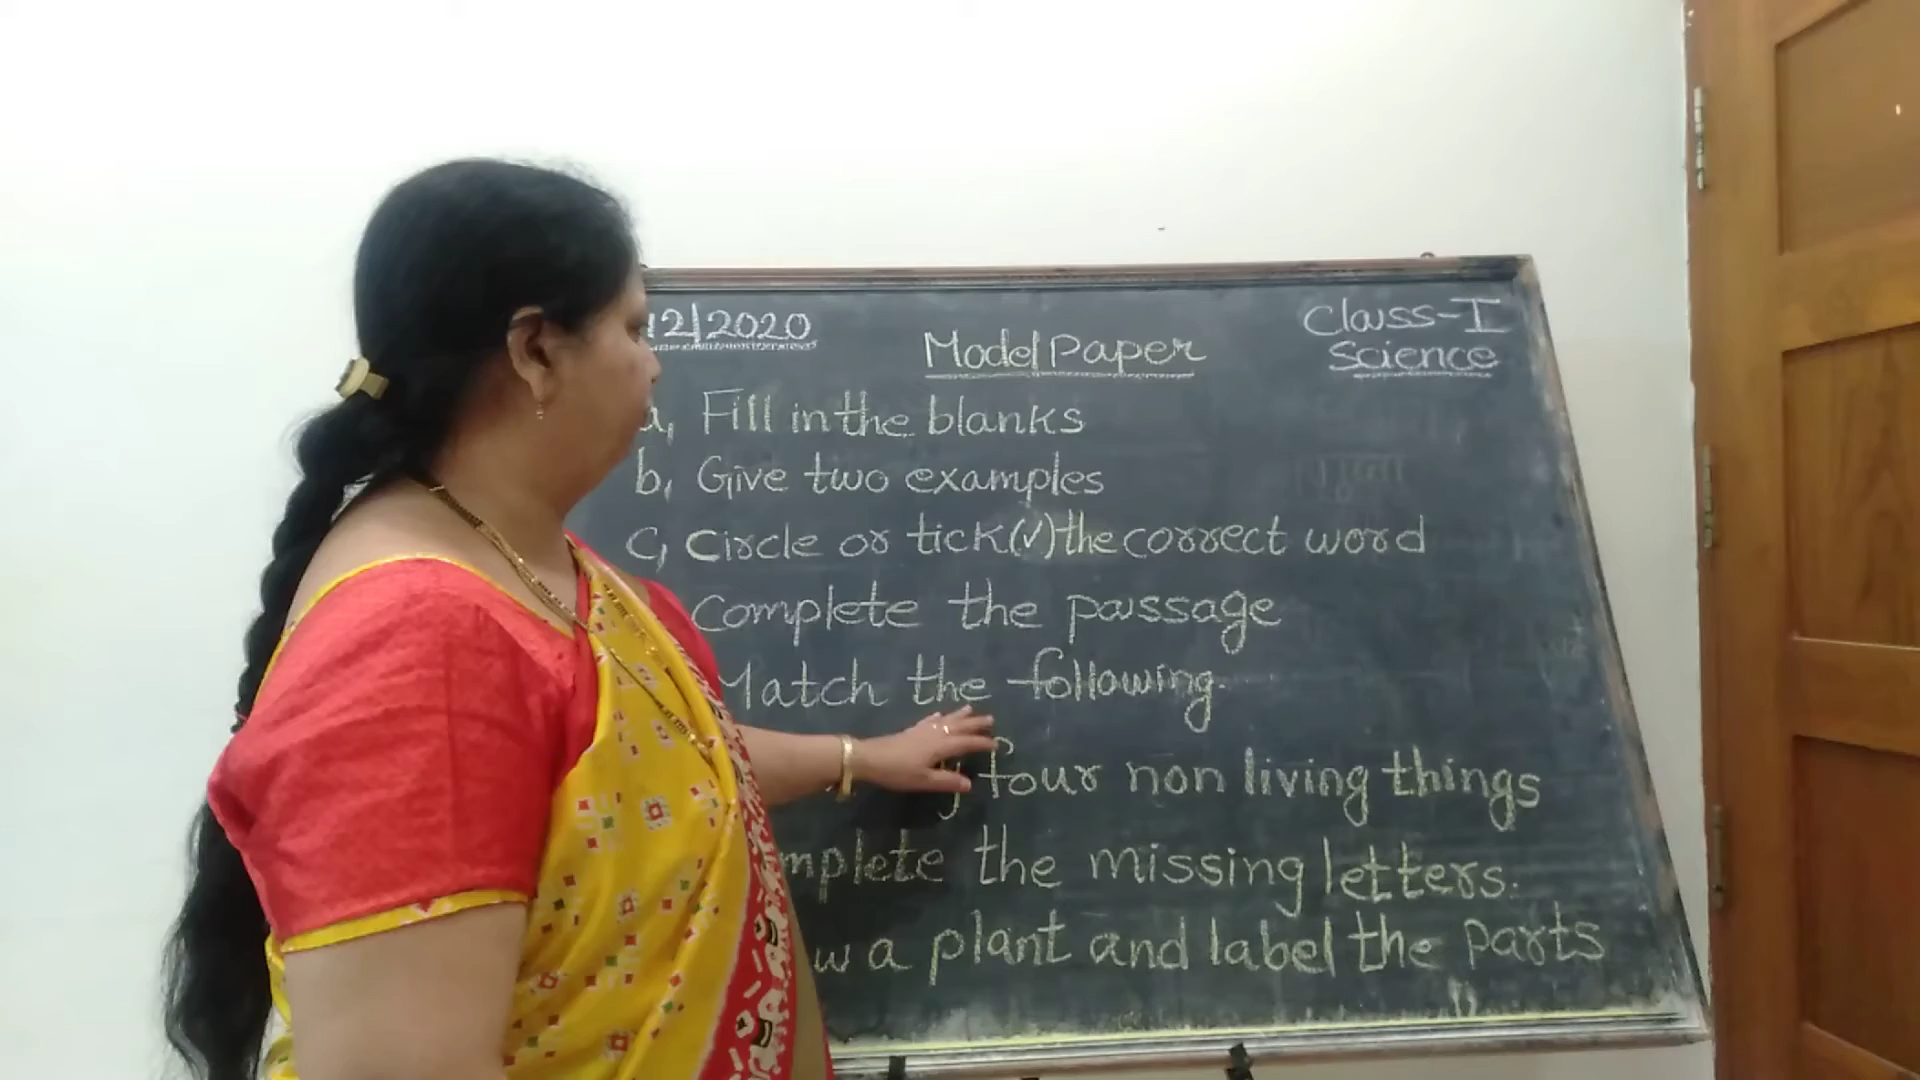 12/2020
Model Paper
Class-I
Science
a, Fill in the blanks
b, Give two examples
c, Circle or tick(✓) the correct word
Complete the passage
Match the following.
four non living things
the missing letters.
a plant and label the parts